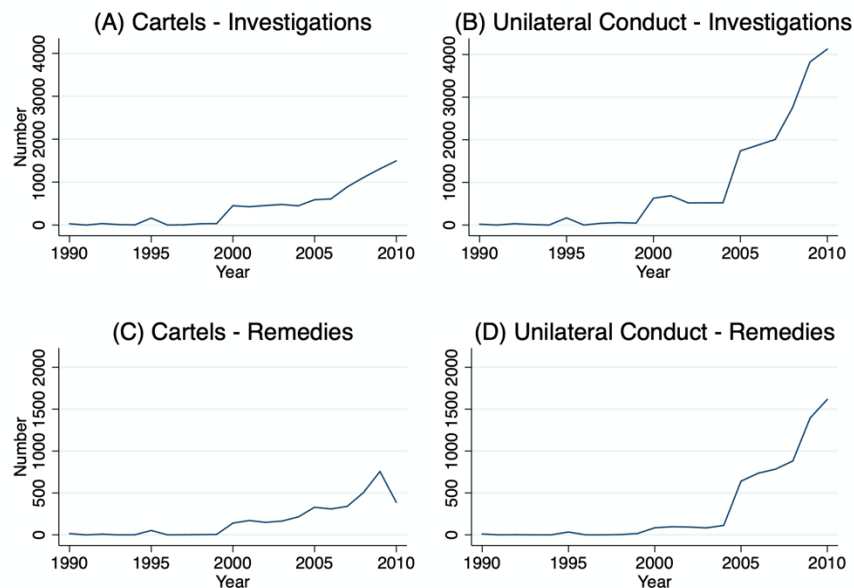 (A) Cartels - Investigations
Number
0 1000 2000 3000 4000
1990 1995 2000 2005 2010
Year
(B) Unilateral Conduct - Investigations
0 1000 2000 3000 4000
1990 1995 2000 2005 2010
Year
(C) Cartels - Remedies
Number
0 500 1000 1500 2000
1990 1995 2000 2005 2010
Year
(D) Unilateral Conduct - Remedies
0 500 1000 1500 2000
1990 1995 2000 2005 2010
Year